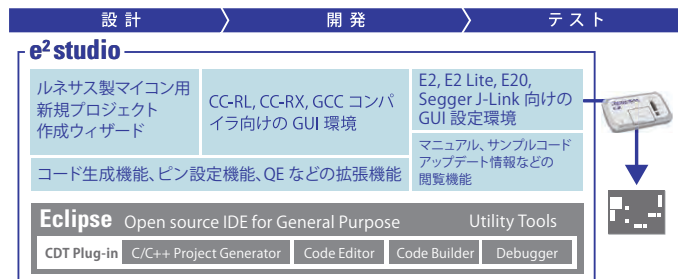 設計
開発
テスト
e² studio
ルネサス製マイコン用
新規プロジェクト
作成ウィザード
CC-RL, CC-RX, GCC コンパ
イラ向けの GUI 環境
E2, E2 Lite, E20,
Segger J-Link 向けの
GUI 設定環境
マニュアル、サンプルコード
アップデート情報などの
閲覧機能
コード生成機能、ピン設定機能、QE などの拡張機能
Eclipse Open source IDE for General Purpose
Utility Tools
CDT Plug-in
C/C++ Project Generator
Code Editor
Code Builder
Debugger